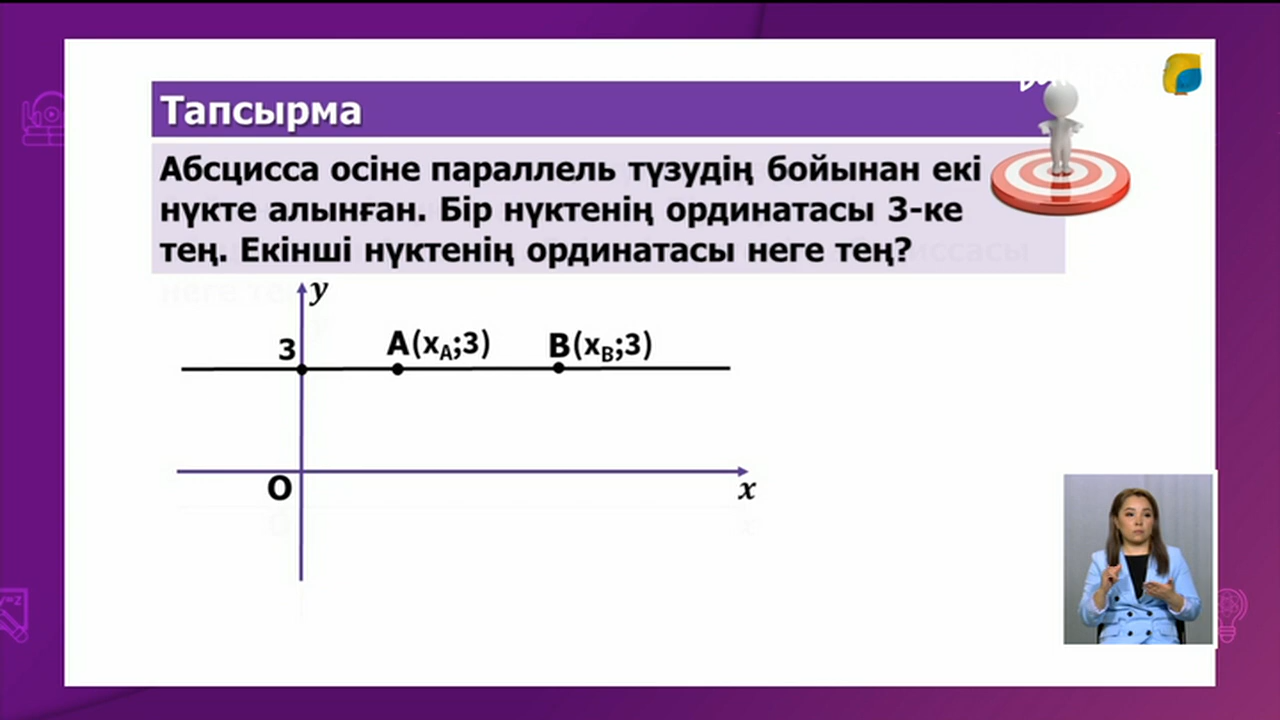 Тапсырма
Абсцисса осіне параллель түзудің бойынан екі
нүкте алынған. Бір нүктенің ординатасы 3-ке
тең. Екінші нүктенің ординатасы неге тең?
y
3
A(xA;3)
B(xB;3)
O
x